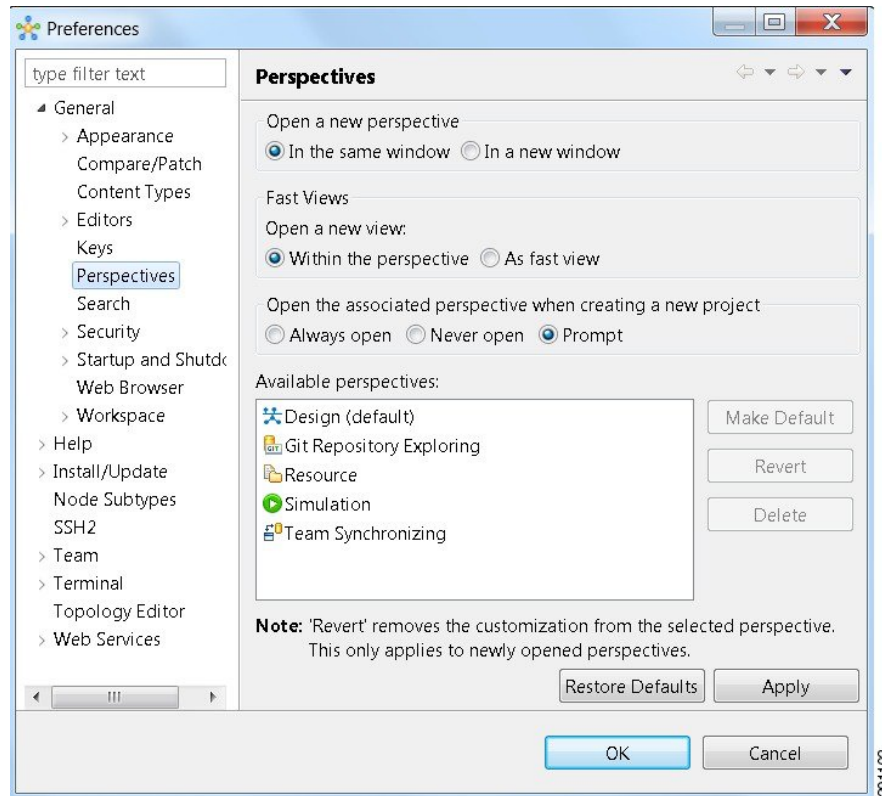 Preferences
type filter text
General
Appearance
Compare/Patch
Content Types
Editors
Keys
Perspectives
Search
Security
Startup and Shutdo
Web Browser
Workspace
Help
Install/Update
Node Subtypes
SSH2
Team
Terminal
Topology Editor
Web Services
Perspectives
Open a new perspective
In the same window In a new window
Fast Views
Open a new view:
Within the perspective As fast view
Open the associated perspective when creating a new project
Always open Never open Prompt
Available perspectives:
Design (default)
GIT Git Repository Exploring
Resource
Simulation
Team Synchronizing
Make Default
Revert
Delete
Note: 'Revert' removes the customization from the selected perspective.
This only applies to newly opened perspectives.
Restore Defaults Apply
OK Cancel